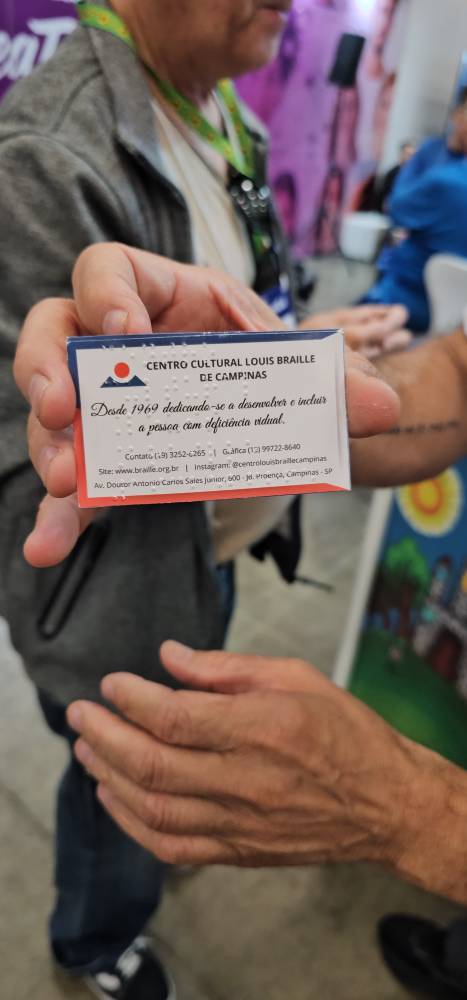 CENTRO CULTURAL LOUIS BRAILLE
DE CAMPINAS
Desde 1969 dedicando-se a desenvolver e incluir
a pessoa com deficiência vidual.
Contato (19) 3252-6265 | Gráfica (19) 99722-8640
Site: www.braille.org.br | Instagram: @centrolouisbraillecampinas
Av. Doutor Antonio Carlos Sales Junior, 600 - Jd. Proença, Campinas - SP